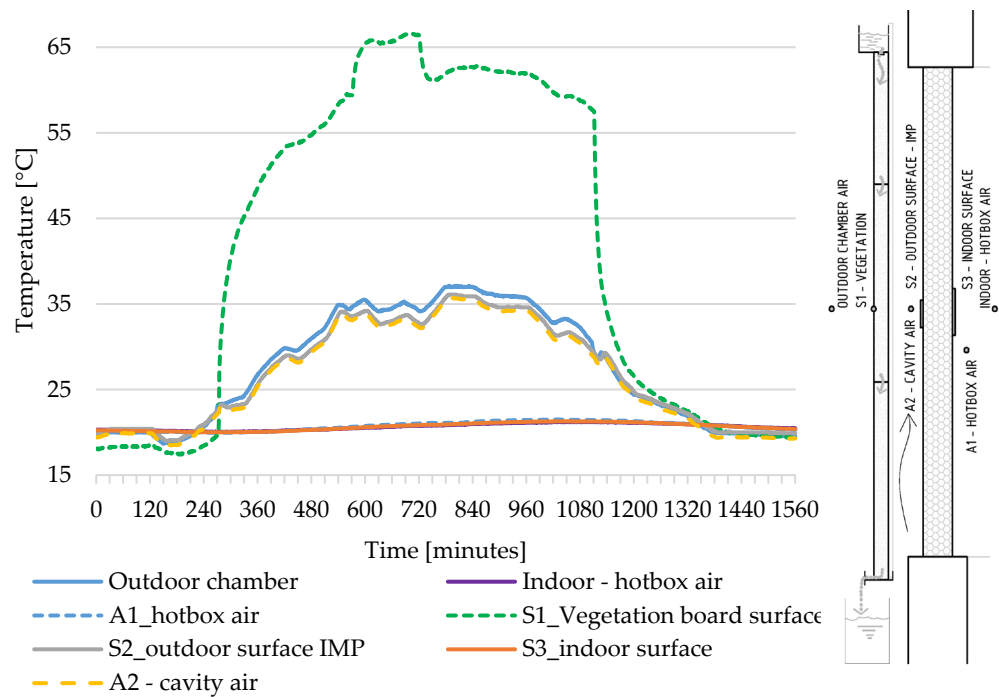 Temperature [°C]
65
55
45
35
25
15
0 120 240 360 480 600 720 840 960 1080 1200 1320 1440 1560
Time [minutes]
Outdoor chamber
Indoor - hotbox air
A1_hotbox air
S1_Vegetation board surface
S2_outdoor surface IMP
S3_indoor surface
A2 - cavity air
OUTDOOR CHAMBER AIR
S1 - VEGETATION
A2 - CAVITY AIR
S2 - OUTDOOR SURFACE - IMP
S3 - INDOOR SURFACE
INDOOR - HOTBOX AIR
A1 - HOTBOX AIR